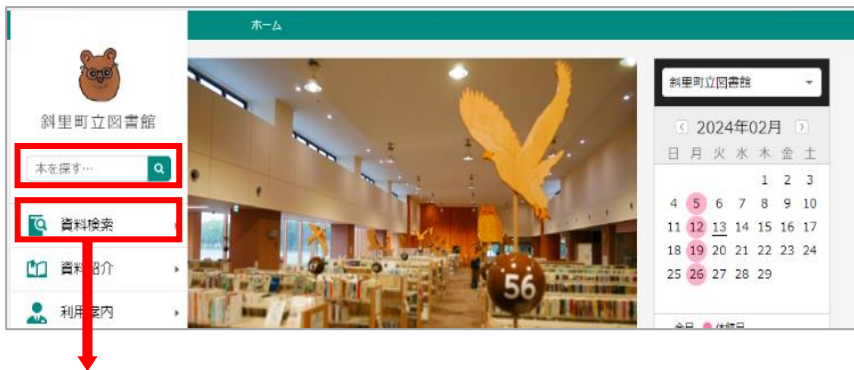 ホーム
斜里町立図書館
本を探す…
資料検索
資料紹介
利用案内
56
斜里町立図書館
2024年02月
日 月 火 水 木 金 土
1 2 3
4 5 6 7 8 9 10
11 12 13 14 15 16 17
18 19 20 21 22 23 24
25 26 27 28 29